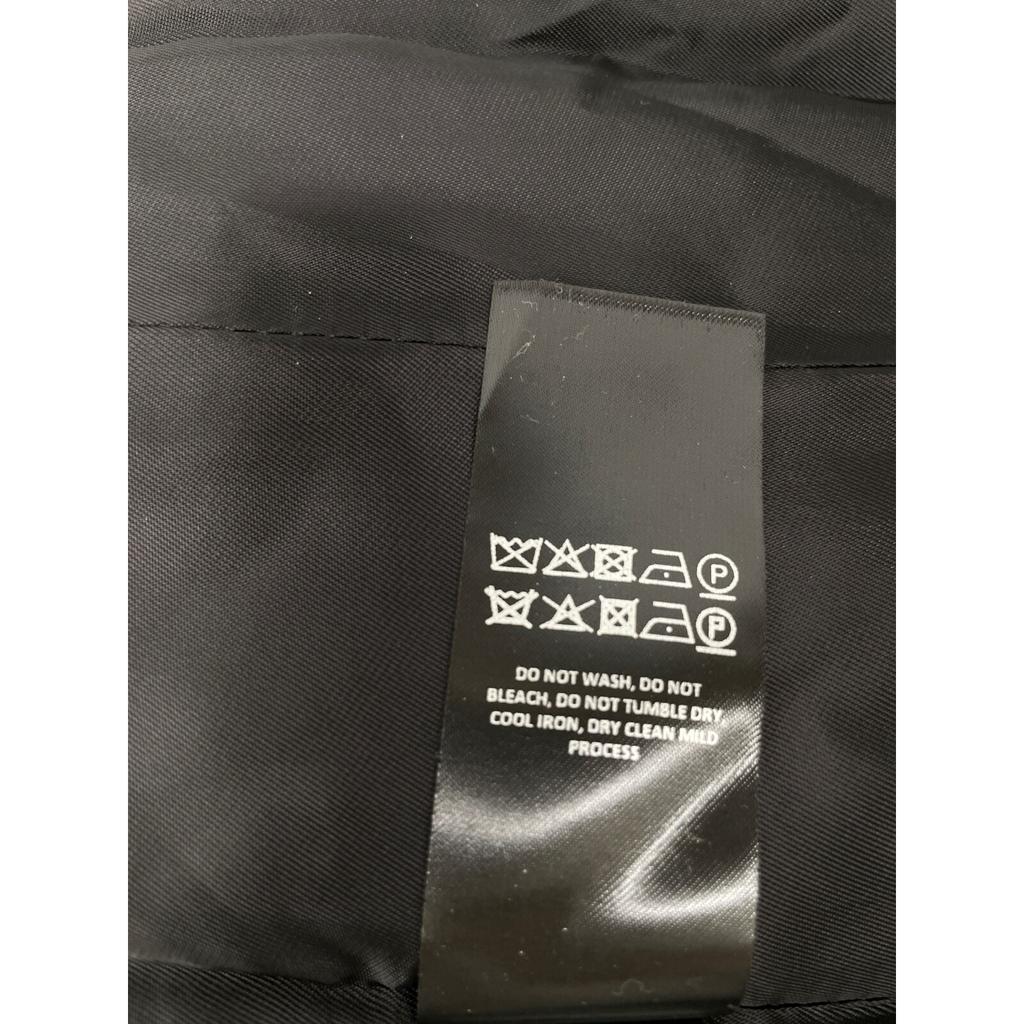 P
P
DO NOT WASH, DO NOT
BLEACH, DO NOT TUMBLE DRY,
COOL IRON, DRY CLEAN MILD
PROCESS